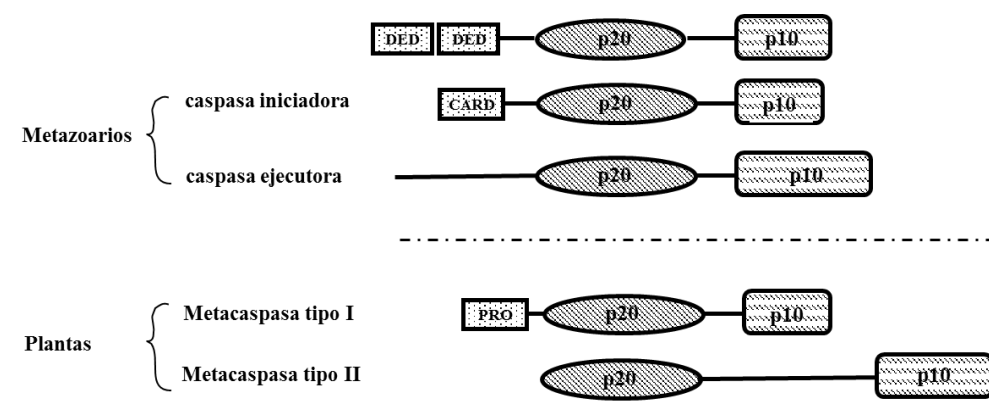 DED DED p20 p10
caspasa iniciadora CARD p20 p10
Metazoarios
caspasa ejecutora p20 p10
Metacaspasa tipo I PRO p20 p10
Plantas
Metacaspasa tipo II p20 p10